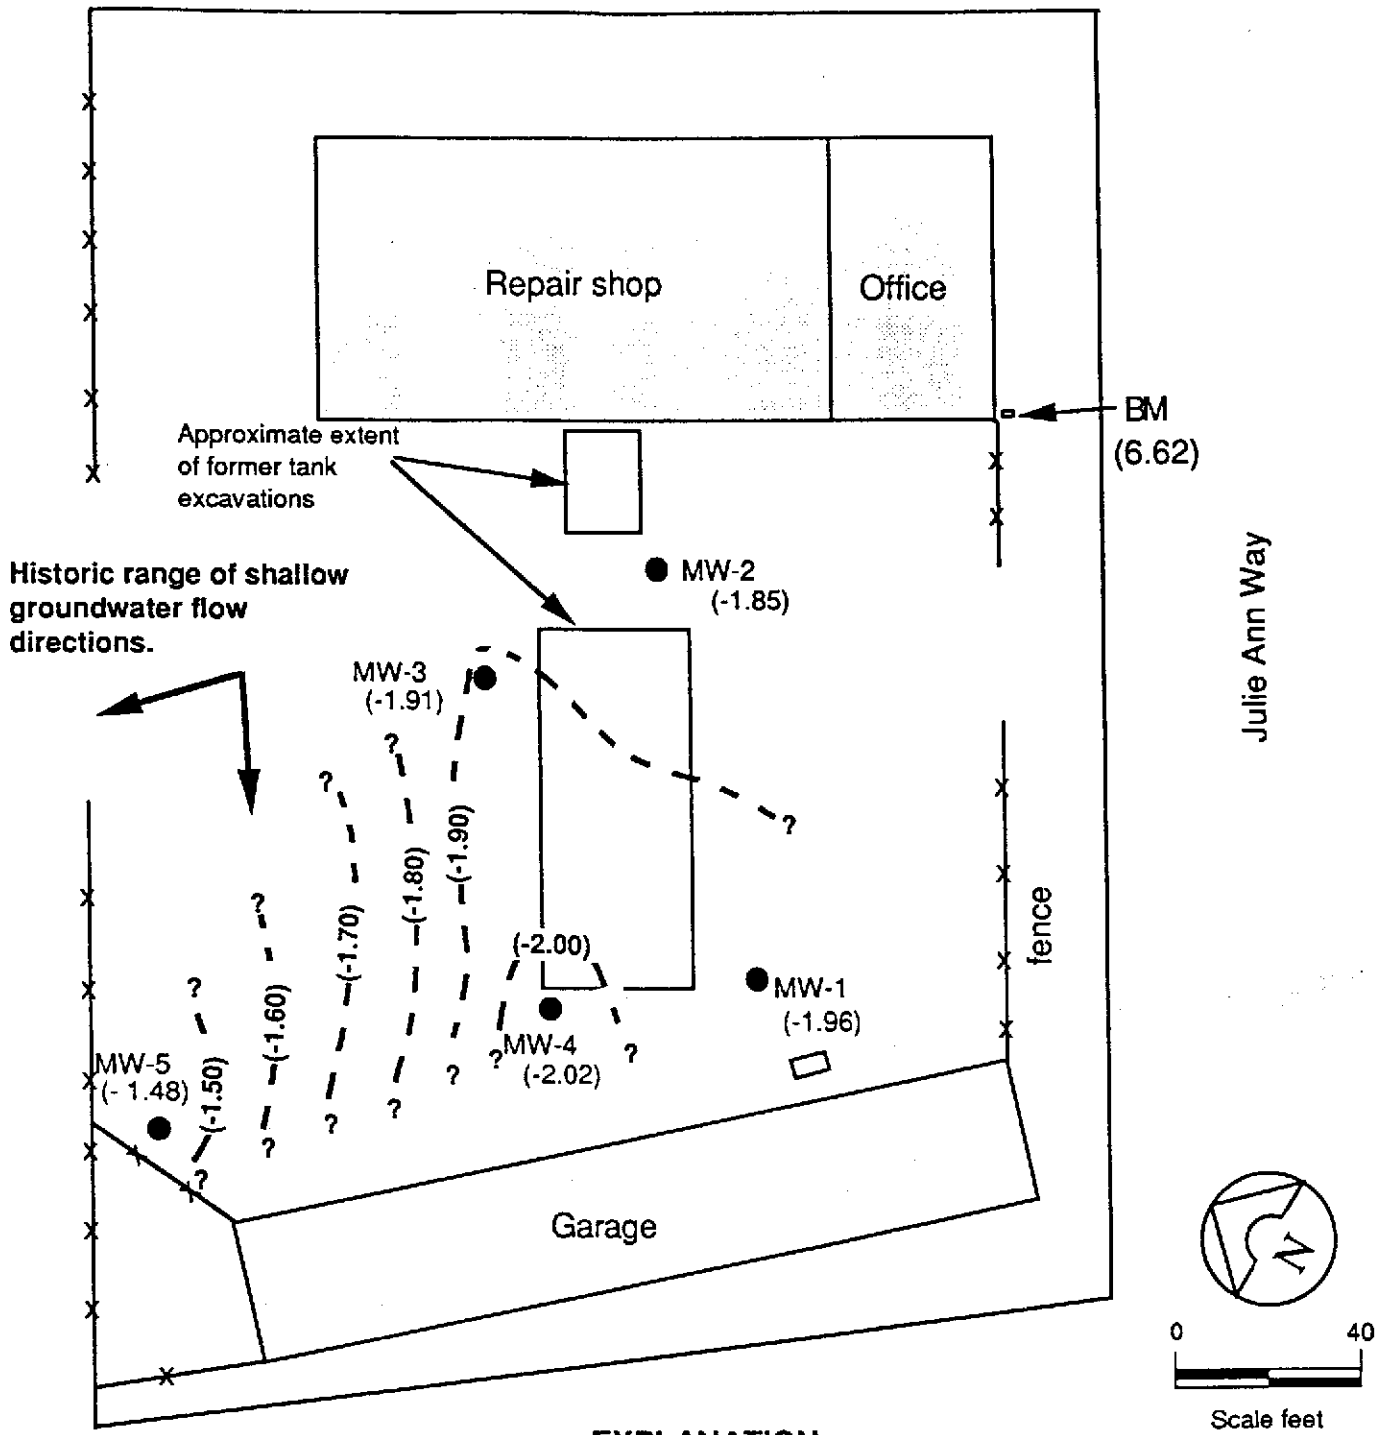 Repair shop
Office
BM
(6.62)
Approximate extent
of former tank
excavations
Historic range of shallow
groundwater flow
directions.
MW-2
(-1.85)
Julie Ann Way
MW-3
(-1.91)
?
?
?
(-1.90)
(-1.80)
?
(-1.70)
fence
(-2.00)
?
(-1.60)
MW-1
(-1.96)
MW-4
(-2.02)
?
?
?
MW-5
(- 1.48)
(-1.50)
?
?
?
?
Garage
N
0
40
Scale feet